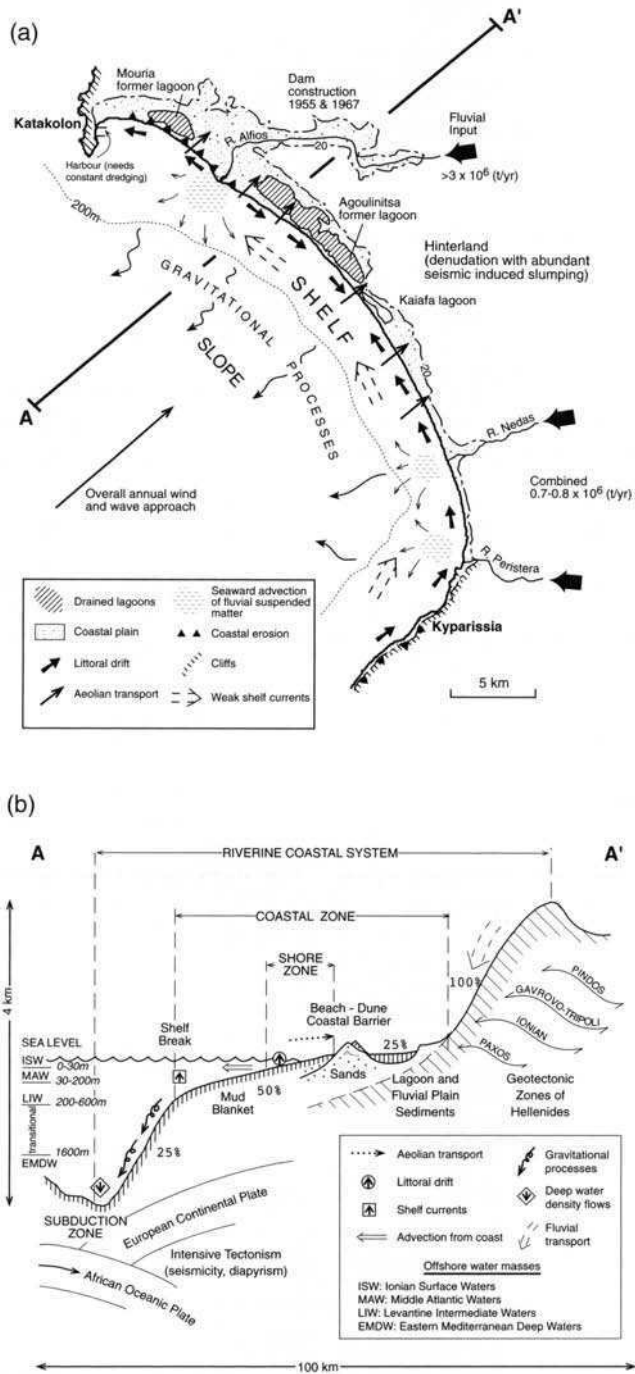 (a)
A'
Mouria
former lagoon
Dam
construction
1955 & 1967
Katakolon
R. Alfios
20
Fluvial
Input
>3 x 10⁶ (t/yr)
Harbour (needs
constant dredging)
200m
Agoulinitsa
former lagoon
Hinterland
(denudation with abundant
seismic induced slumping)
Kaiafa lagoon
SHELF
GRAVITATIONAL
PROCESSES
SLOPE
20
A
R. Nedas
Combined
0.7-0.8 x 10⁶ (t/yr)
Overall annual wind
and wave approach
R. Peristera
Kyparissia
5 km
Drained lagoons
Seaward advection
of fluvial suspended
matter
Coastal plain
Coastal erosion
Littoral drift
Cliffs
Aeolian transport
Weak shelf currents
(b)
A
A'
RIVERINE COASTAL SYSTEM
COASTAL ZONE
SHORE
ZONE
4 km
100%
Beach - Dune
Coastal Barrier
Shelf
Break
PINDOS
GAVROVO-TRIPOLI
IONIAN
PAXOS
SEA LEVEL
ISW 0-30m
MAW 30-200m
LIW 200-600m
transitional
1600m
EMDW
25%
50%
25%
Mud
Blanket
Sands
Lagoon and
Fluvial Plain
Sediments
Geotectonic
Zones of
Hellenides
SUBDUCTION
ZONE
European Continental Plate
African Oceanic Plate
Intensive Tectonism
(seismicity, diapyrism)
Aeolian transport
Gravitational
processes
Littoral drift
Deep water
density flows
Shelf currents
Advection from coast
Fluvial
transport
Offshore water masses
ISW: Ionian Surface Waters
MAW: Middle Atlantic Waters
LIW: Levantine Intermediate Waters
EMDW: Eastern Mediterranean Deep Waters
100 km